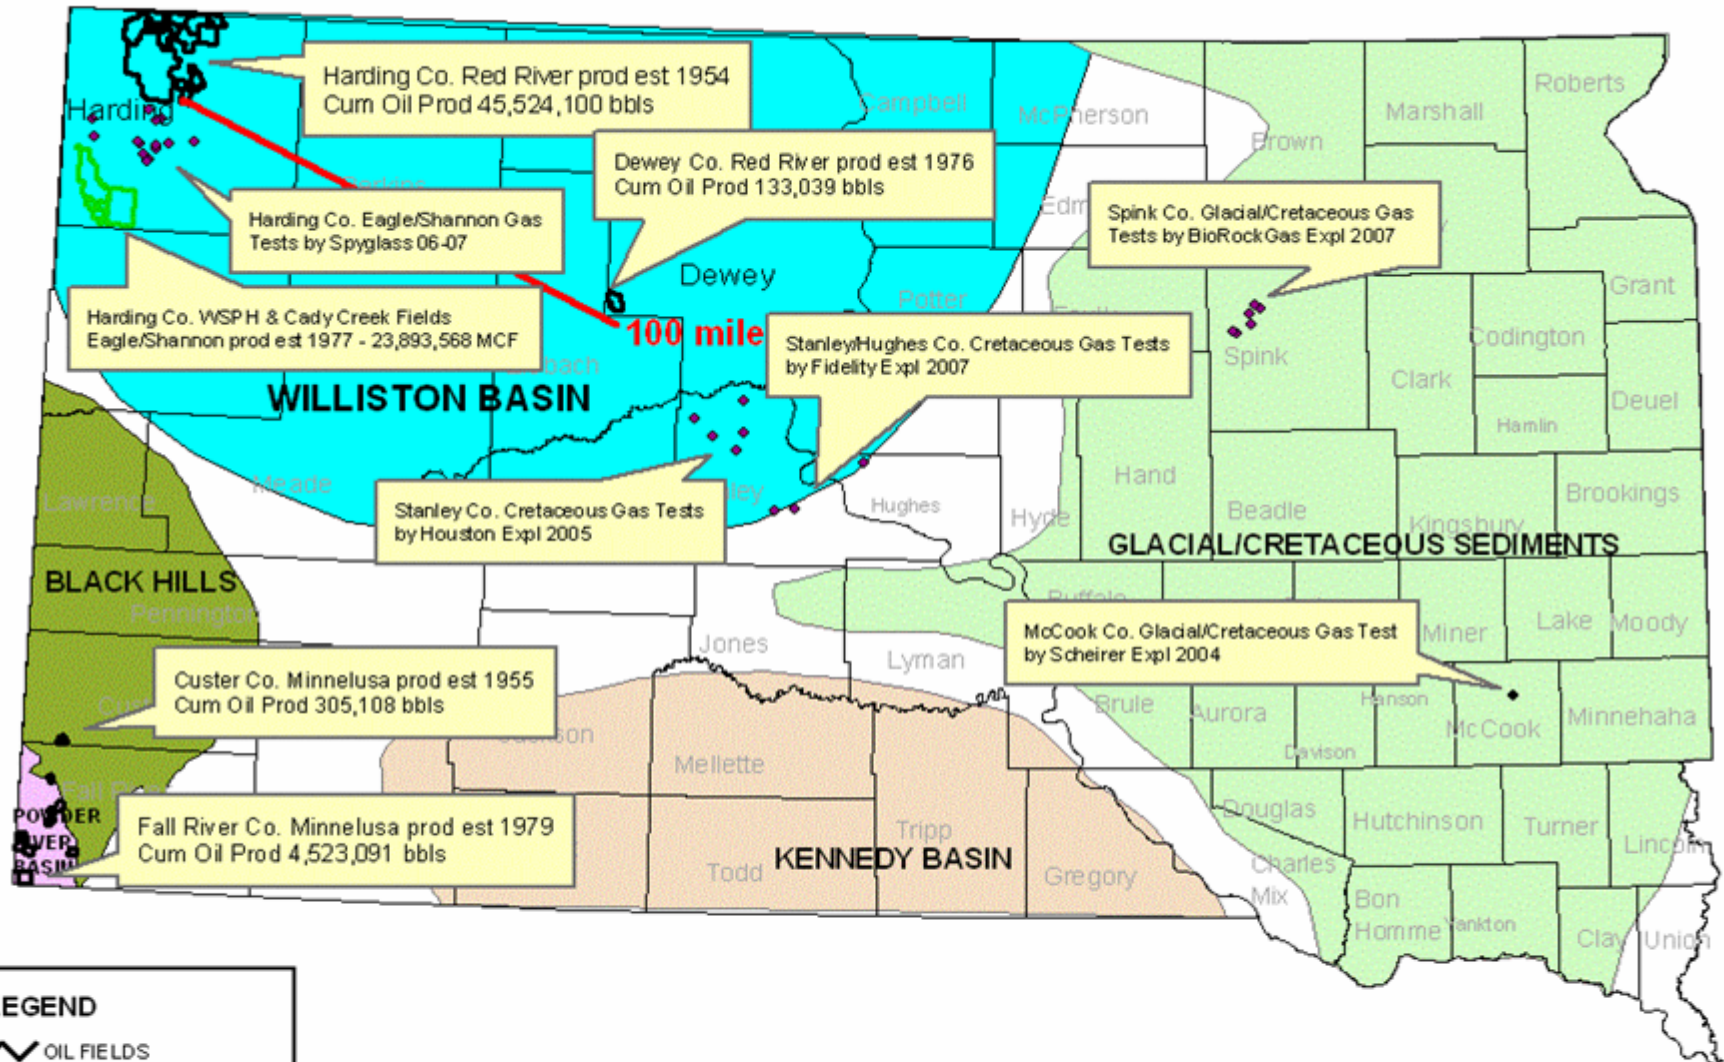 Harding Co. Red River prod est 1954
Cum Oil Prod 45,524,100 bbls
Harding
Campbell
McPherson
Brown
Marshall
Roberts
Dewey Co. Red River prod est 1976
Cum Oil Prod 133,039 bbls
Harding Co. Eagle/Shannon Gas
Tests by Spyglass 06-07
Spink Co. Glacial/Cretaceous Gas
Tests by BioRockGas Expl 2007
Dewey
Potter
Grant
Harding Co. WSPH & Cady Creek Fields
Eagle/Shannon prod est 1977 - 23,893,568 MCF
100 mile
Stanley/Hughes Co. Cretaceous Gas Tests
by Fidelity Expl 2007
Spink
Codington
Clark
Deuel
Hamlin
WILLISTON BASIN
Lawrence
Meade
Stanley Co. Cretaceous Gas Tests
by Houston Expl 2005
Hughes
Hyde
Hand
Beadle
Kingsbury
Brookings
GLACIAL/CRETACEOUS SEDIMENTS
BLACK HILLS
Pennington
Jones
Lyman
Buffalo
McCook Co. Glacial/Cretaceous Gas Test
by Scheirer Expl 2004
Miner
Lake
Moody
Custer Co. Minnelusa prod est 1955
Cum Oil Prod 305,108 bbls
Jackson
Mellette
Brule
Aurora
Hanson
Davison
McCook
Minnehaha
POWDER
RIVER
BASIN
Fall River Co. Minnelusa prod est 1979
Cum Oil Prod 4,523,091 bbls
Todd
Tripp
KENNEDY BASIN
Gregory
Douglas
Charles
Mix
Hutchinson
Turner
Lincoln
Bon
Homme
Yankton
Clay
Union
EGEND
OIL FIELDS